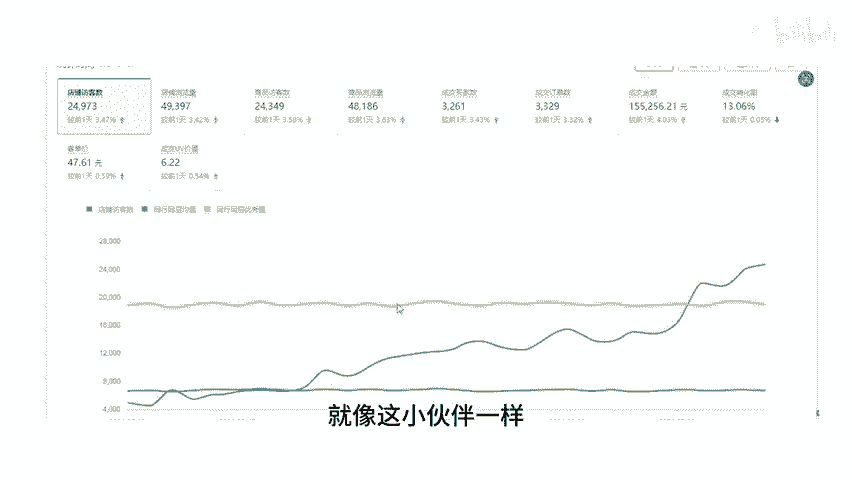 店铺访客数 店铺浏览量 商品访客数 商品浏览量 成交买家数 成交订单数 成交金额 成交转化率
24,973 49,397 24,349 48,186 3,261 3,329 155,256.21 元 13.06%
较前1天 3.47% 较前1天 3.42% 较前1天 3.58% 较前1天 3.63% 较前1天 3.43% 较前1天 3.32% 较前1天 4.03% 较前1天 0.05%
客单价 成交UV价值
47.61 元 6.22
较前1天 0.59% 较前1天 0.54%
店铺访客数 同行同层均值 同行同层优秀值
28,000
24,000
20,000
16,000
12,000
8,000
4,000
就像这小伙伴一样